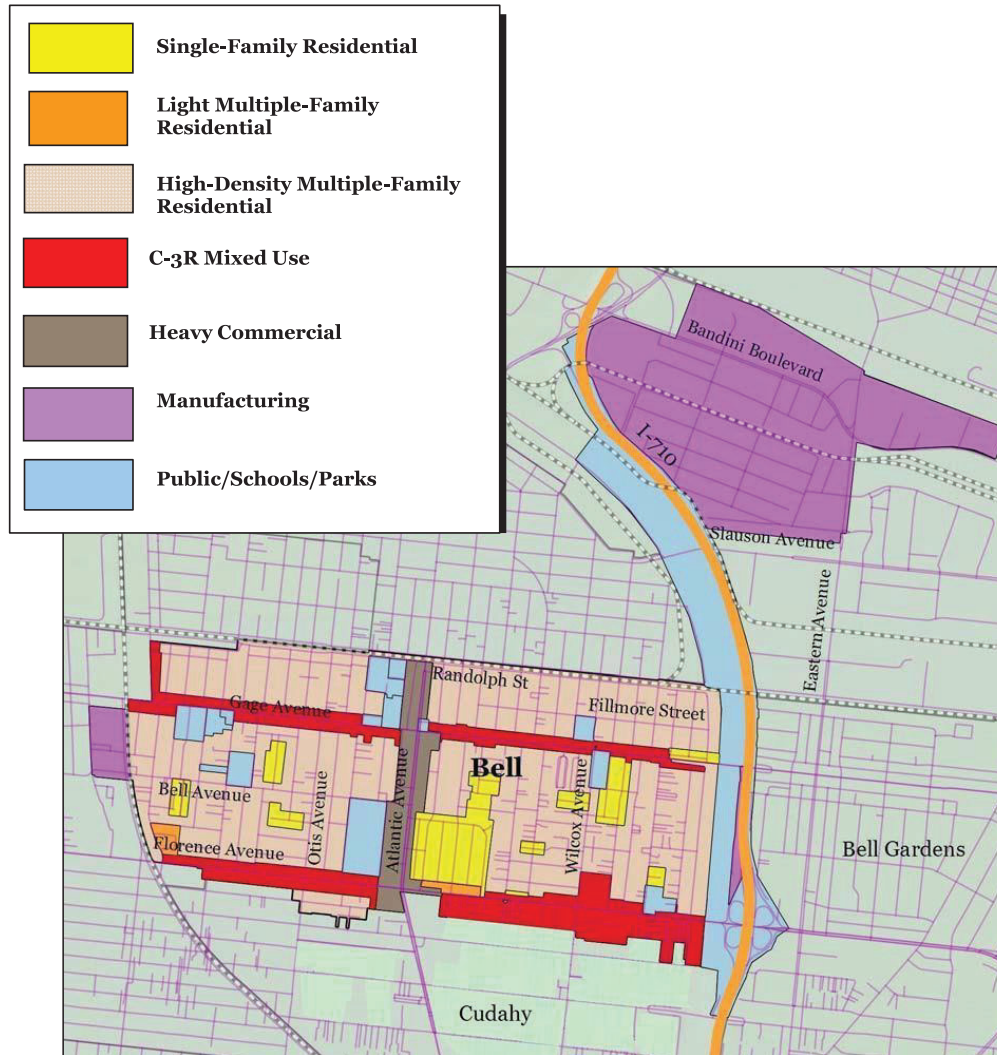 Single-Family Residential
Light Multiple-Family
Residential
High-Density Multiple-Family
Residential
C-3R Mixed Use
Heavy Commercial
Manufacturing
Public/Schools/Parks
Bandini Boulevard
I-710
Slauson Avenue
Eastern Avenue
Randolph St
Fillmore Street
Gage Avenue
Bell
Bell Avenue
Otis Avenue
Atlantic Avenue
Wilcox Avenue
Florence Avenue
Bell Gardens
Cudahy